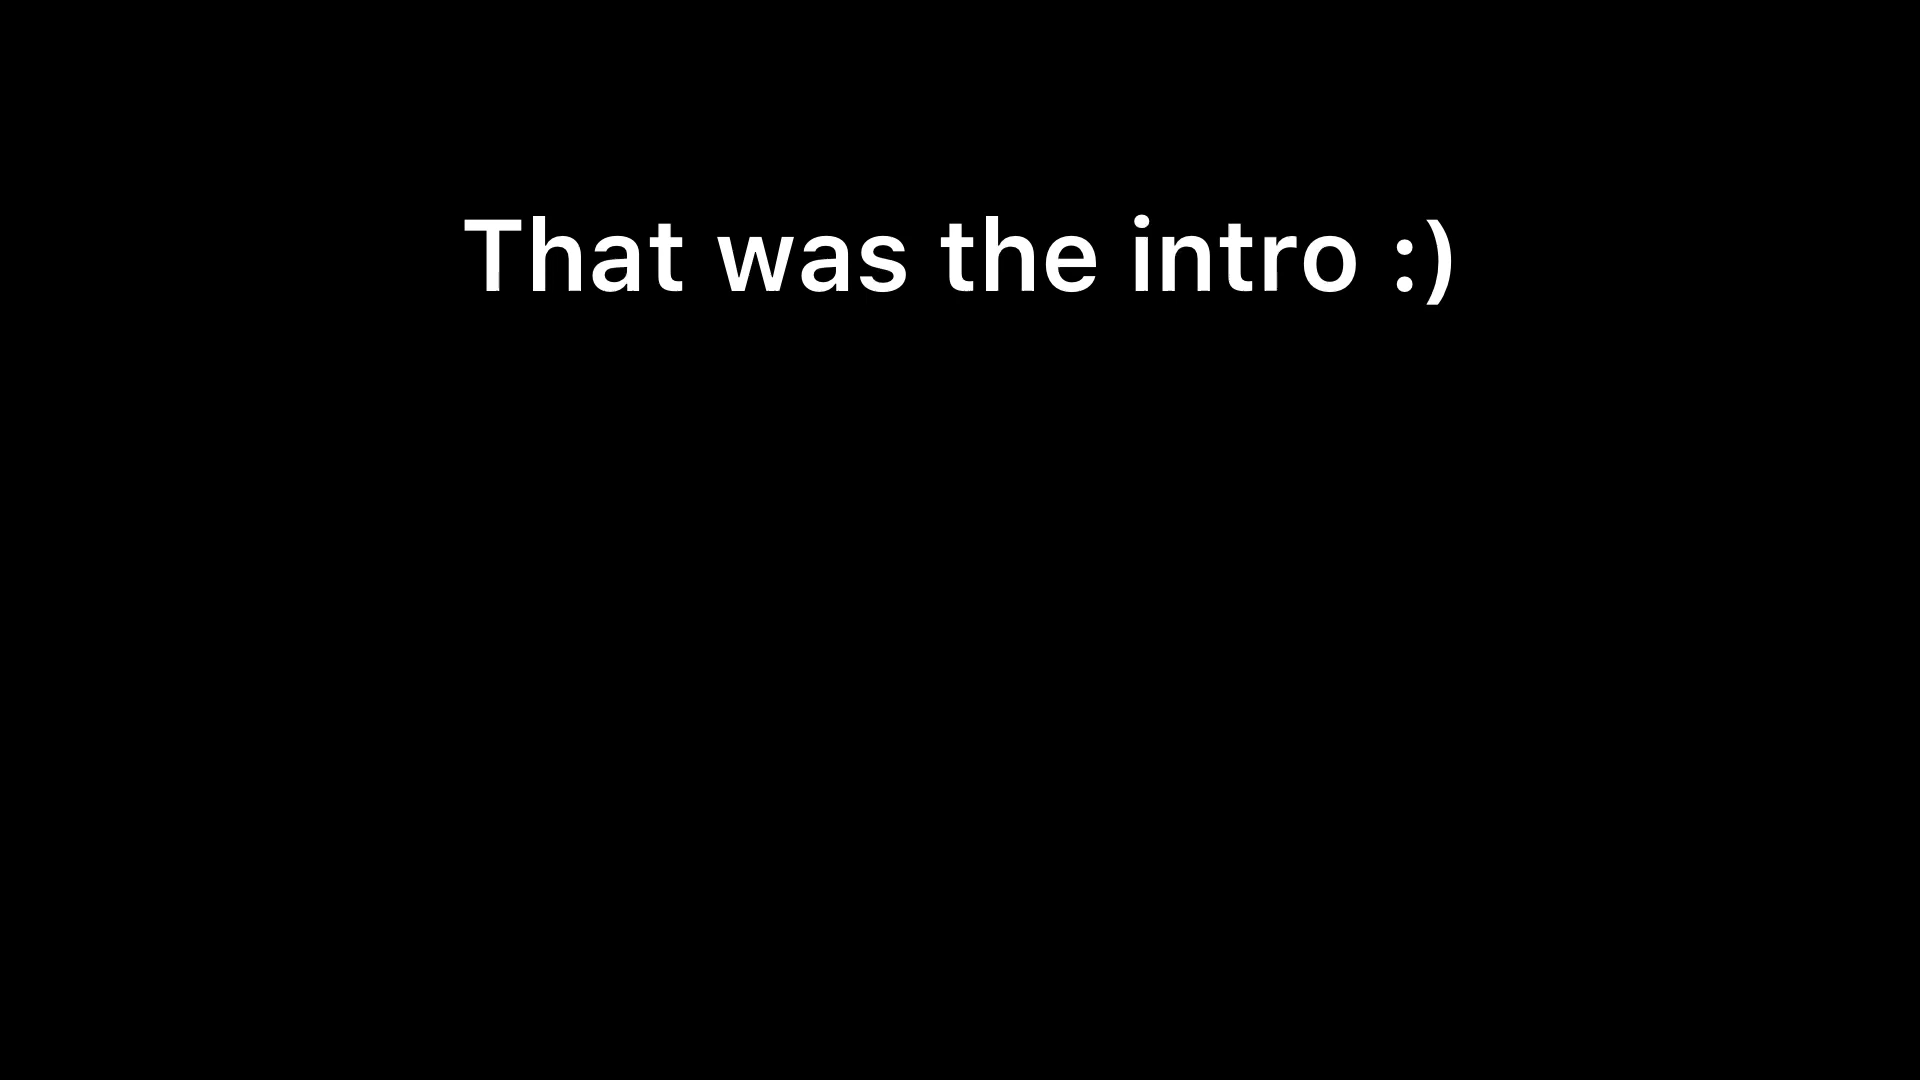 That was the intro :)